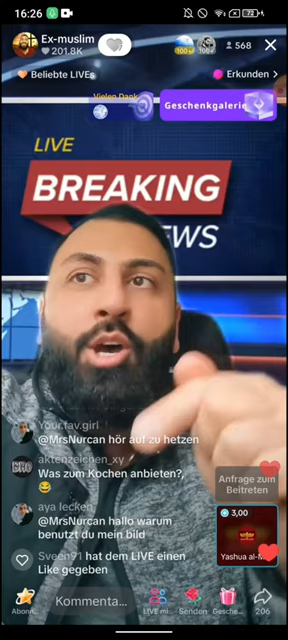 16:26
72
Ex-muslim
201.8K
568
Beliebte LIVEs
Erkunden >
Vielen Dank
Geschenkgalerie
LIVE
BREAKING
EWS
Your.fav.girl
@MrsNurcan hör auf zu hetzen
aktenzeichen_xy
Was zum Kochen anbieten?,
😂
aya lecken
@MrsNurcan hallo warum
benutzt du mein bild
Sveen91 hat dem LIVE einen
Like gegeben
Anfrage zum
Beitreten
3,00
Yashua al-M
Abonn...
Kommenta...
LIVE mi...
Senden
Gesche...
206